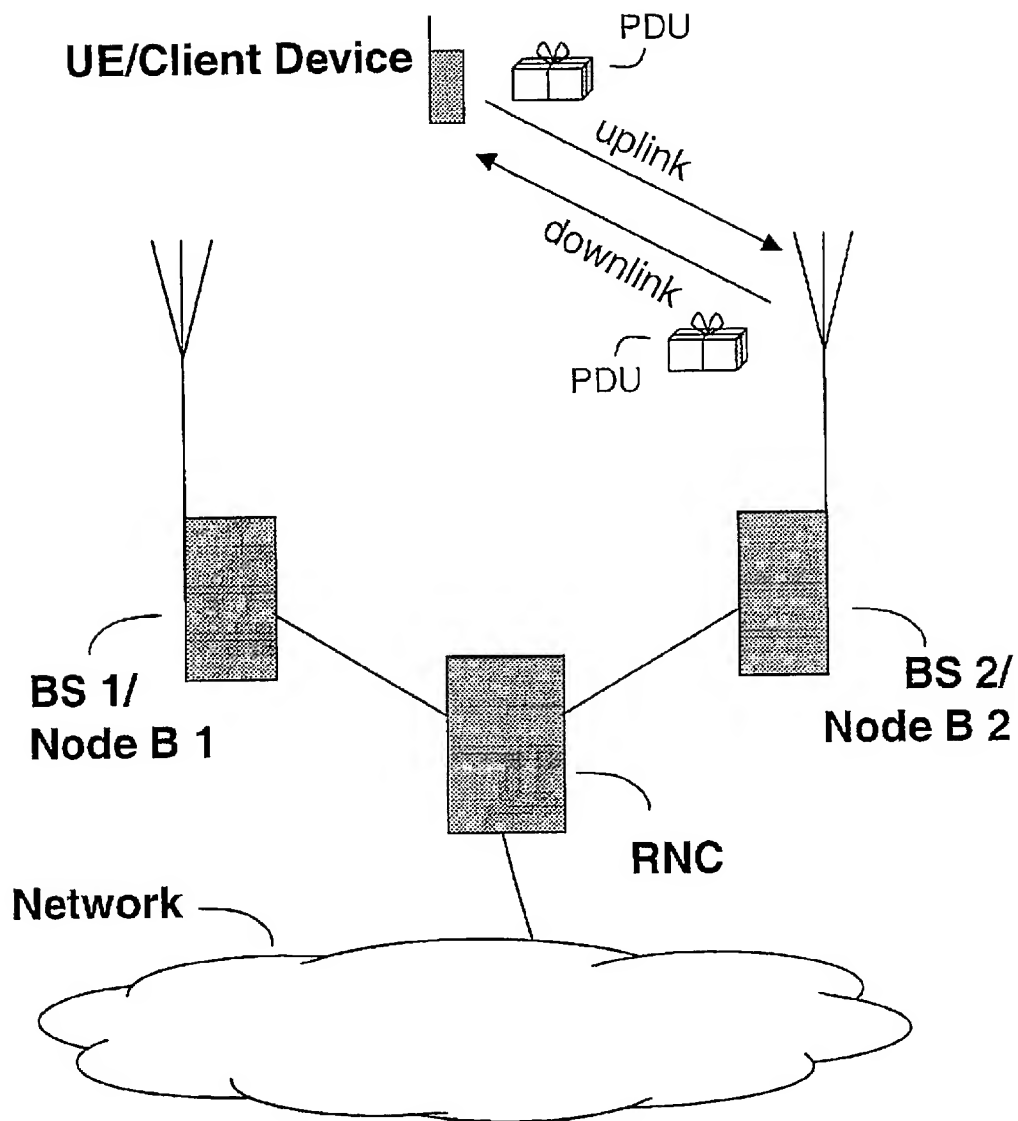 PDU
UE/Client Device
uplink
downlink
PDU
BS 1/
Node B 1
BS 2/
Node B 2
RNC
Network